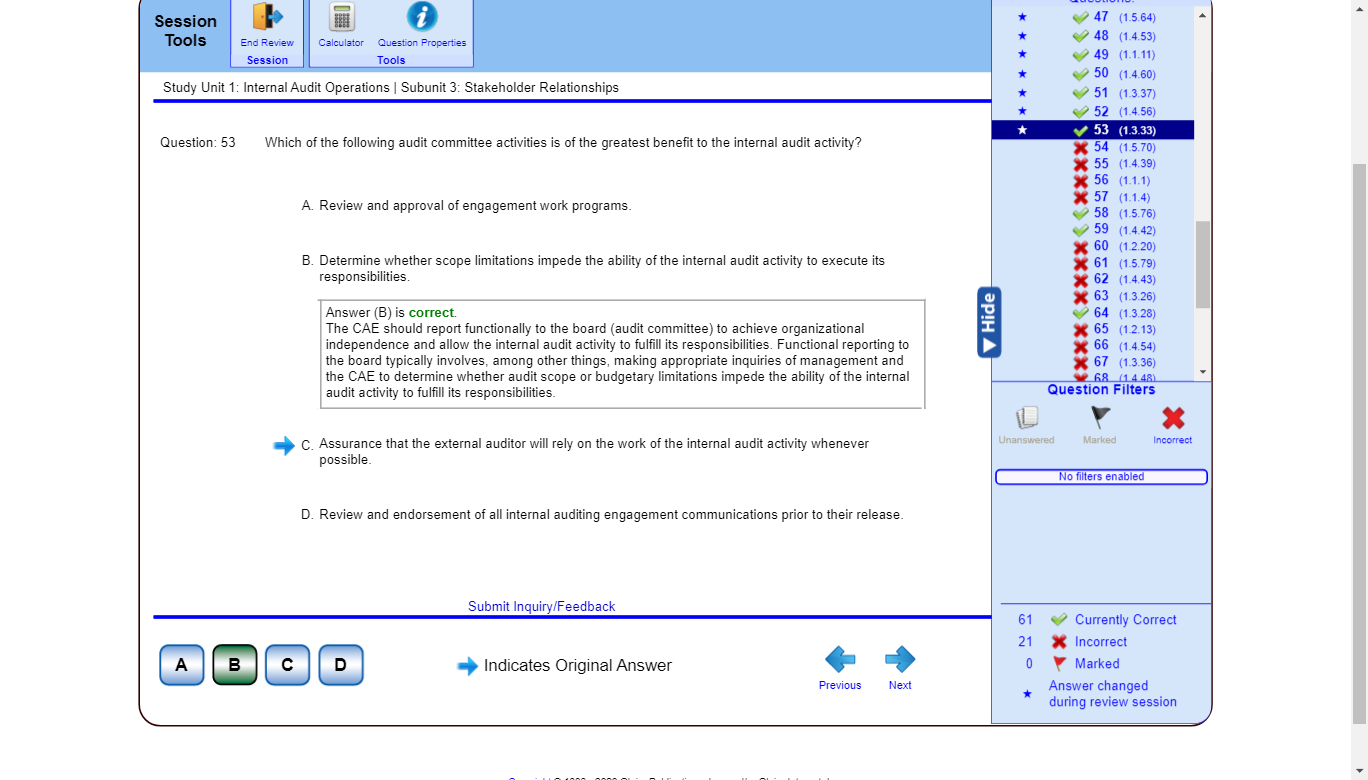 Session
Tools
End Review
Session
Calculator
Question Properties
Tools
Study Unit 1: Internal Audit Operations | Subunit 3: Stakeholder Relationships
Question: 53 Which of the following audit committee activities is of the greatest benefit to the internal audit activity?
A. Review and approval of engagement work programs.
B. Determine whether scope limitations impede the ability of the internal audit activity to execute its
responsibilities.
Answer (B) is correct.
The CAE should report functionally to the board (audit committee) to achieve organizational
independence and allow the internal audit activity to fulfill its responsibilities. Functional reporting to
the board typically involves, among other things, making appropriate inquiries of management and
the CAE to determine whether audit scope or budgetary limitations impede the ability of the internal
audit activity to fulfill its responsibilities.
C. Assurance that the external auditor will rely on the work of the internal audit activity whenever
possible.
D. Review and endorsement of all internal auditing engagement communications prior to their release.
Submit Inquiry/Feedback
A B C D
Indicates Original Answer
Previous
Next
Hide
47 (1.5.64)
48 (1.4.53)
49 (1.1.11)
50 (1.4.60)
51 (1.3.37)
52 (1.4.56)
53 (1.3.33)
54 (1.5.70)
55 (1.4.39)
56 (1.1.1)
57 (1.1.4)
58 (1.5.76)
59 (1.4.42)
60 (1.2.20)
61 (1.5.79)
62 (1.4.43)
63 (1.3.26)
64 (1.3.28)
65 (1.2.13)
66 (1.4.54)
67 (1.3.36)
68 (1.4.48)
Question Filters
Unanswered
Marked
Incorrect
No filters enabled
61 Currently Correct
21 Incorrect
0 Marked
Answer changed
during review session